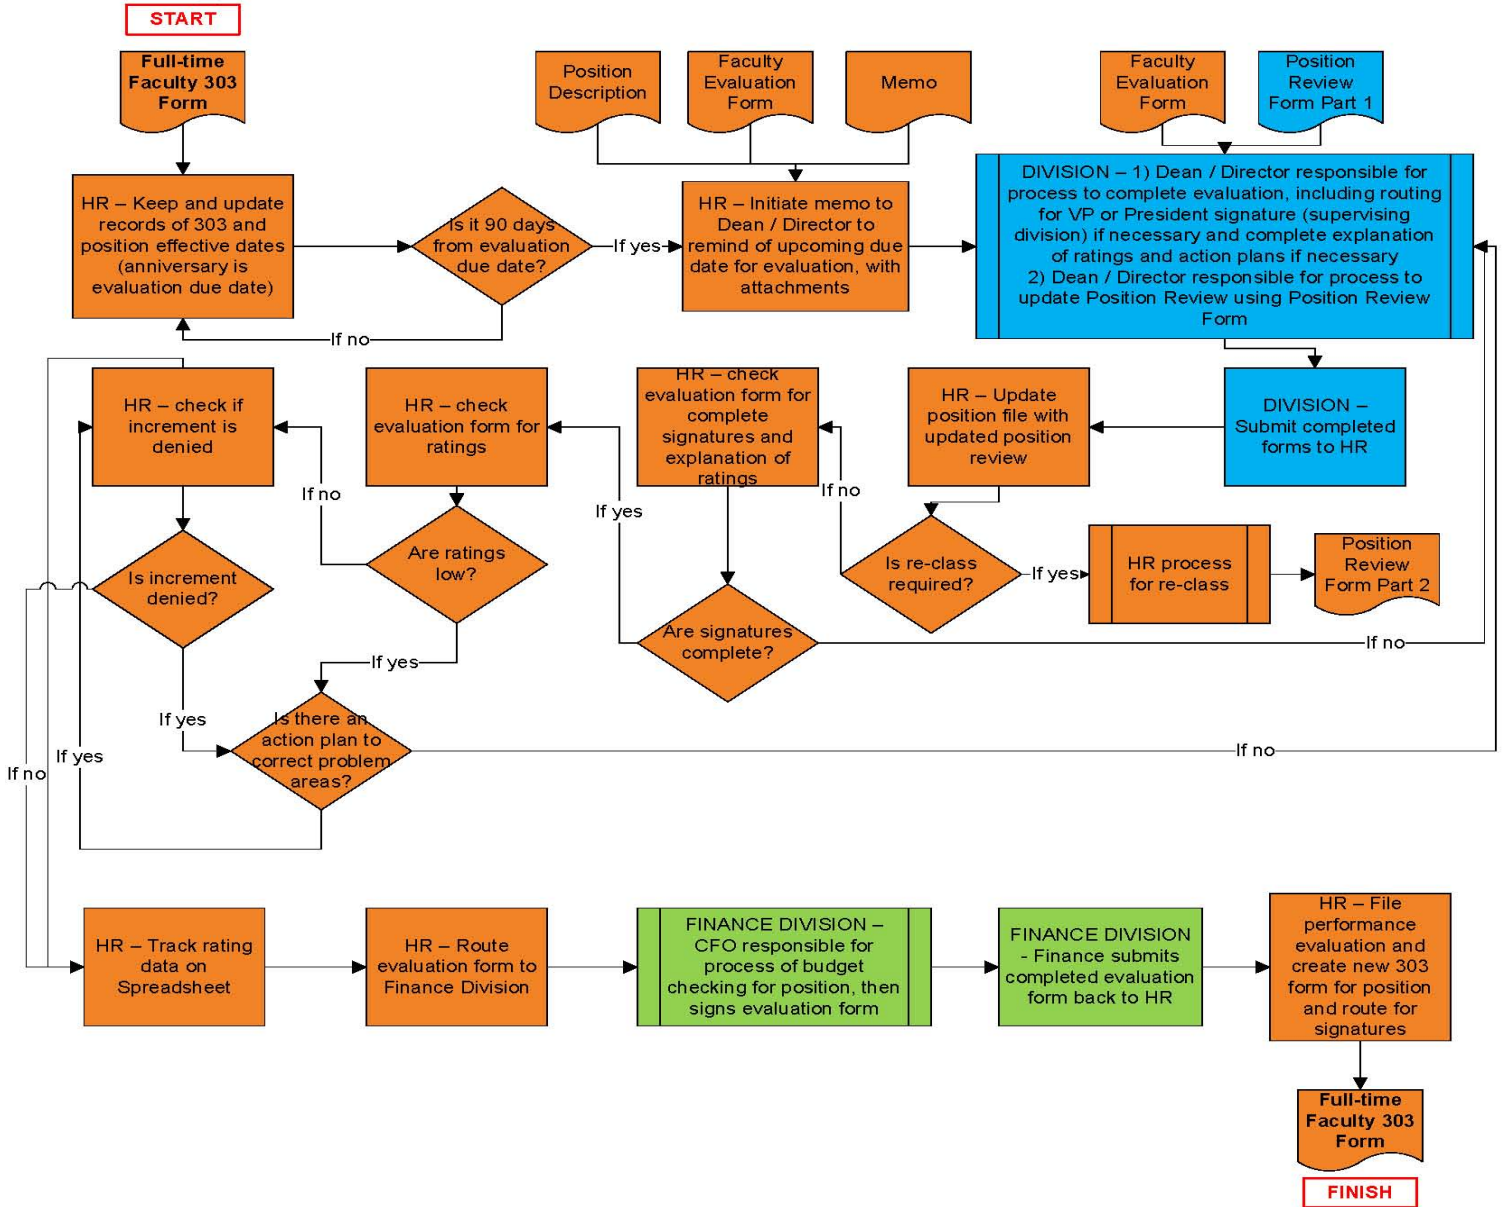 START
Full-time
Faculty 303
Form
Position
Description
Faculty
Evaluation
Form
Memo
Faculty
Evaluation
Form
Position
Review
Form Part 1
HR – Keep and update
records of 303 and
position effective dates
(anniversary is
evaluation due date)
Is it 90 days
from evaluation
due date?
If yes
If no
HR – Initiate memo to
Dean / Director to
remind of upcoming due
date for evaluation, with
attachments
DIVISION – 1) Dean / Director responsible for
process to complete evaluation, including routing
for VP or President signature (supervising
division) if necessary and complete explanation
of ratings and action plans if necessary
2) Dean / Director responsible for process to
update Position Review using Position Review
Form
HR – check if
increment is
denied
HR – check
evaluation form for
ratings
HR – check
evaluation form for
complete
signatures and
explanation of
ratings
HR – Update
position file with
updated position
review
DIVISION –
Submit completed
forms to HR
If no
If yes
If no
Is increment
denied?
Are ratings
low?
Are signatures
complete?
Is re-class
required?
If yes
HR process
for re-class
Position
Review
Form Part 2
If no
If yes
If yes
Is there an
action plan to
correct problem
areas?
If no
If yes
If no
HR – Track rating
data on
Spreadsheet
HR – Route
evaluation form to
Finance Division
FINANCE DIVISION –
CFO responsible for
process of budget
checking for position, then
signs evaluation form
FINANCE DIVISION
- Finance submits
completed evaluation
form back to HR
HR – File
performance
evaluation and
create new 303
form for position
and route for
signatures
Full-time
Faculty 303
Form
FINISH